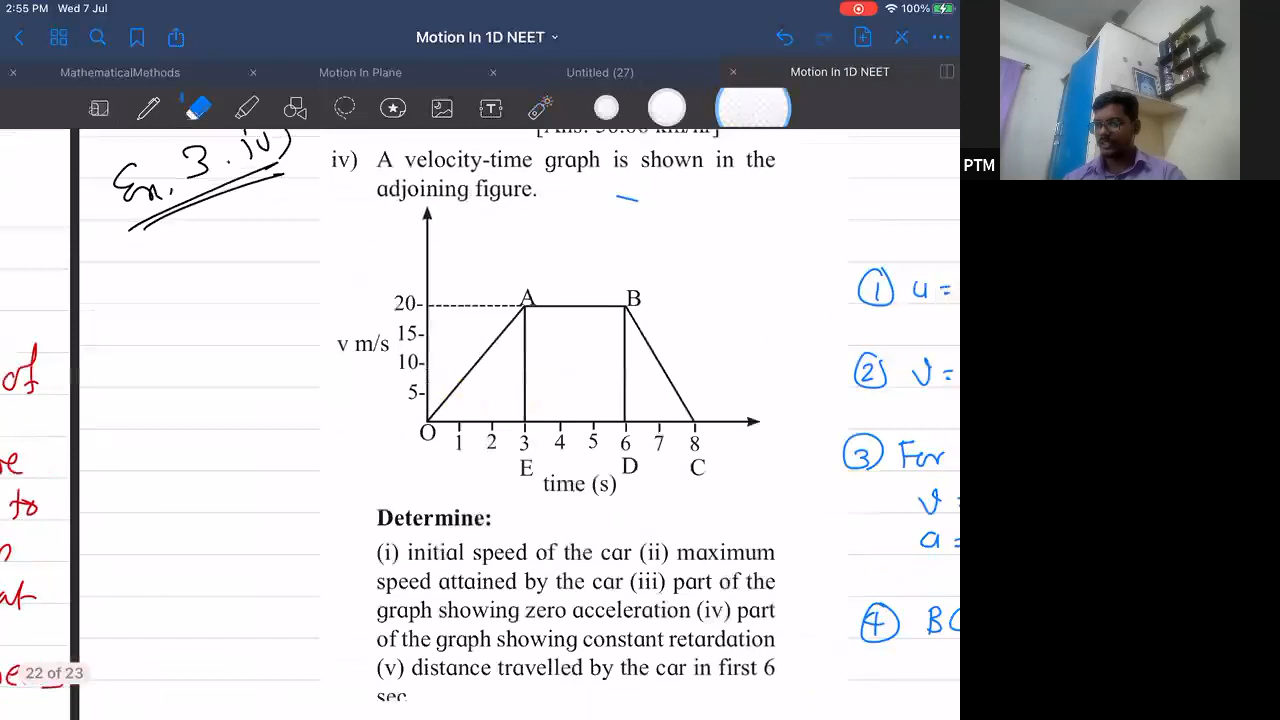 2:55 PM Wed 7 Jul
100%
Motion In 1D NEET
MathematicalMethods
Motion In Plane
Untitled (27)
Motion In 1D NEET
Ex. 3. iv)
iv) A velocity-time graph is shown in the
adjoining figure.
20-
A
B
v m/s
15-
10-
5-
O
1 2 3 4 5 6 7 8
E D C
time (s)
Determine:
(i) initial speed of the car (ii) maximum
speed attained by the car (iii) part of the
graph showing zero acceleration (iv) part
of the graph showing constant retardation
(v) distance travelled by the car in first 6
sec
22 of 23
of
to
at
① u =
② v =
③ For
v =
a =
④ BC
PTM